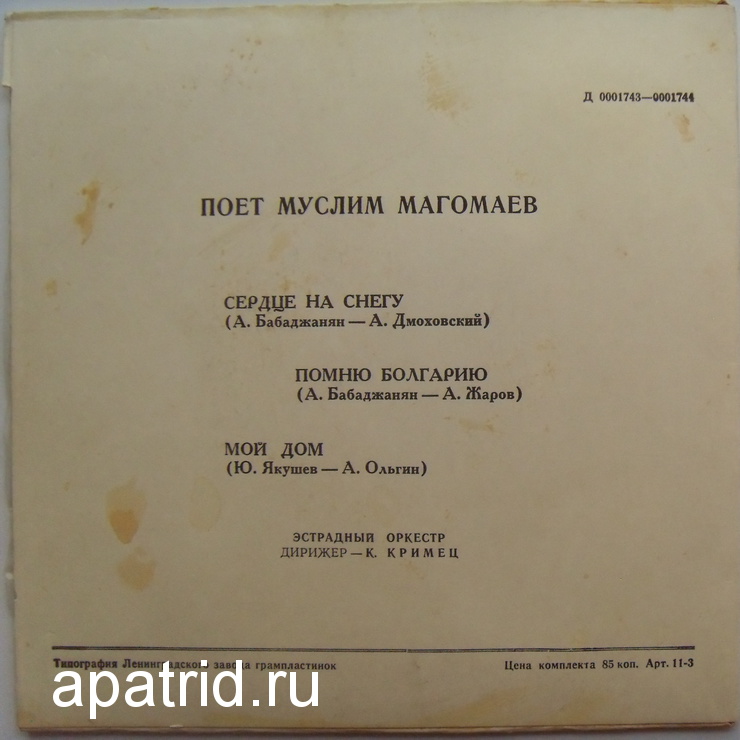 Д 0001743—0001744
ПОЕТ МУСЛИМ МАГОМАЕВ
СЕРДЦЕ НА СНЕГУ
(А. Бабаджанян — А. Дмоховский)
ПОМНЮ БОЛГАРИЮ
(А. Бабаджанян — А. Жаров)
МОЙ ДОМ
(Ю. Якушев — А. Ольгин)
ЭСТРАДНЫЙ ОРКЕСТР
ДИРИЖЕР — К. КРИМЕЦ
Типография Ленинградского завода грампластинок Цена комплекта 85 коп. Арт. 11-3
apatrid.ru